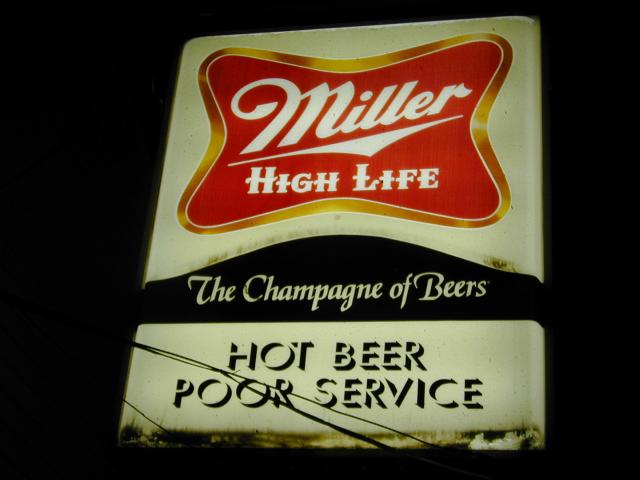 Miller
HIGH LIFE
The Champagne of Beers
HOT BEER
POOR SERVICE